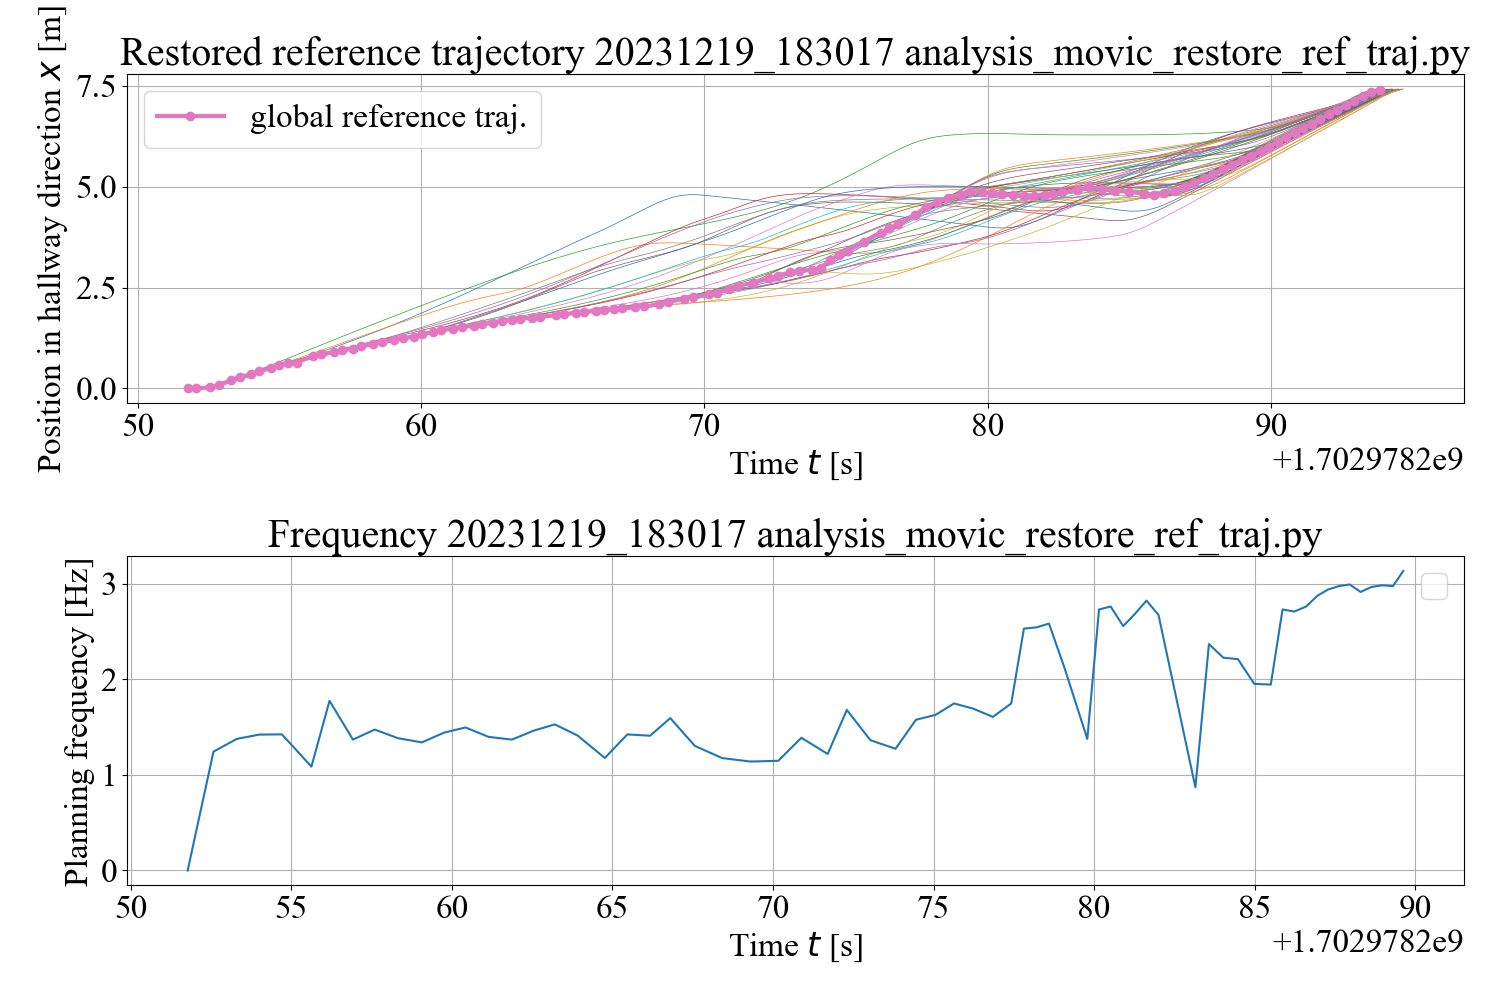 Restored reference trajectory 20231219_183017 analysis_movic_restore_ref_traj.py
Position in hallway direction x [m]
7.5
5.0
2.5
0.0
global reference traj.
50 60 70 80 90
Time t [s]
+1.7029782e9
Frequency 20231219_183017 analysis_movic_restore_ref_traj.py
Planning frequency [Hz]
3
2
1
0
50 55 60 65 70 75 80 85 90
Time t [s]
+1.7029782e9